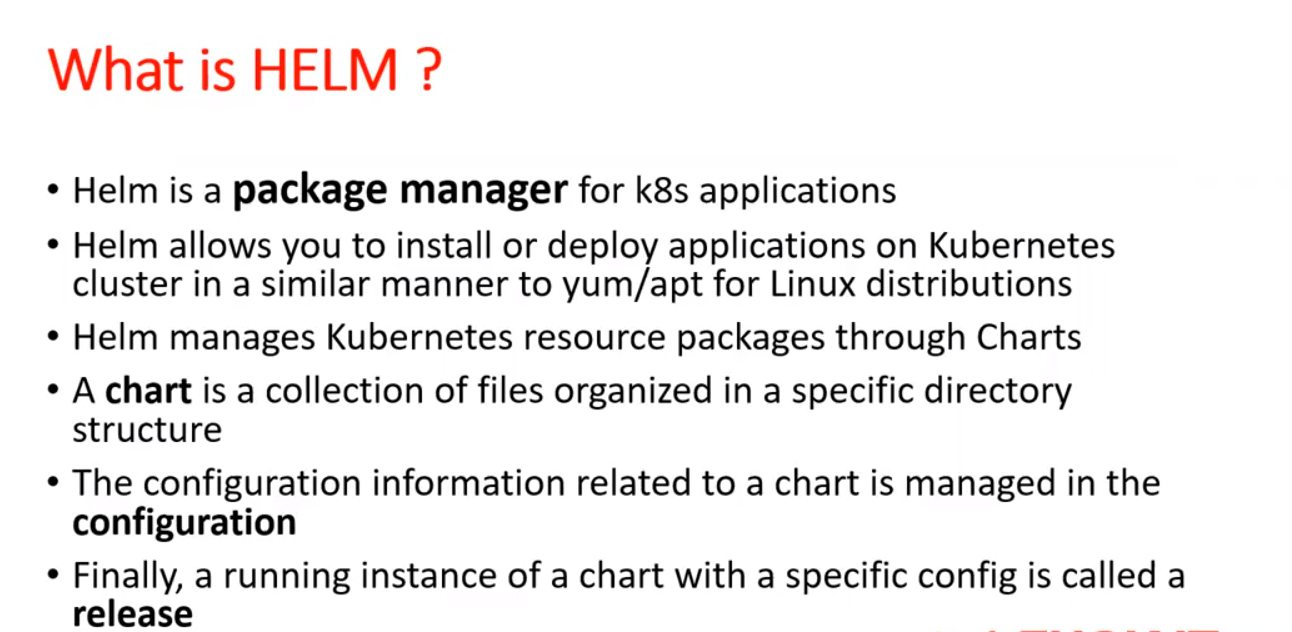 What is HELM ?
• Helm is a package manager for k8s applications
• Helm allows you to install or deploy applications on Kubernetes
cluster in a similar manner to yum/apt for Linux distributions
• Helm manages Kubernetes resource packages through Charts
• A chart is a collection of files organized in a specific directory
structure
• The configuration information related to a chart is managed in the
configuration
• Finally, a running instance of a chart with a specific config is called a
release